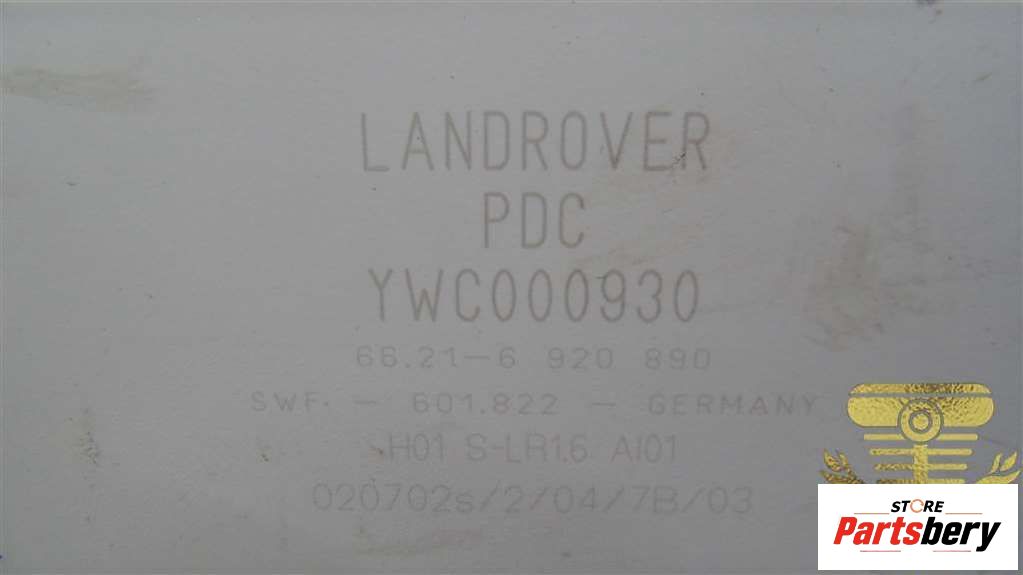 LANDROVER
PDC
YWC000930
66.21-6 920 890
SWF. - 601.822 - GERMANY
H01 S-LR1.6 AI01
020702s/2/04/7B/03
STORE
Partsbery